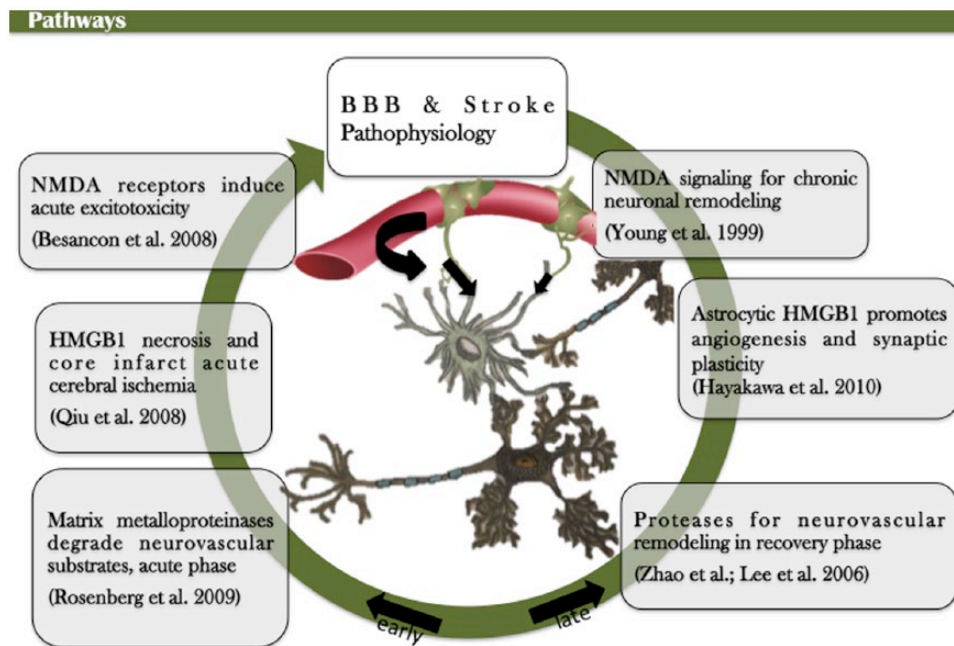 Pathways
BBB & Stroke
Pathophysiology
NMDA receptors induce
acute excitotoxicity
(Besancon et al. 2008)
HMGB1 necrosis and
core infarct acute
cerebral ischemia
(Qiu et al. 2008)
Matrix metalloproteinases
degrade neurovascular
substrates, acute phase
(Rosenberg et al. 2009)
NMDA signaling for chronic
neuronal remodeling
(Young et al. 1999)
Astrocytic HMGB1 promotes
angiogenesis and synaptic
plasticity
(Hayakawa et al. 2010)
Proteases for neurovascular
remodeling in recovery phase
(Zhao et al.; Lee et al. 2006)
early
late